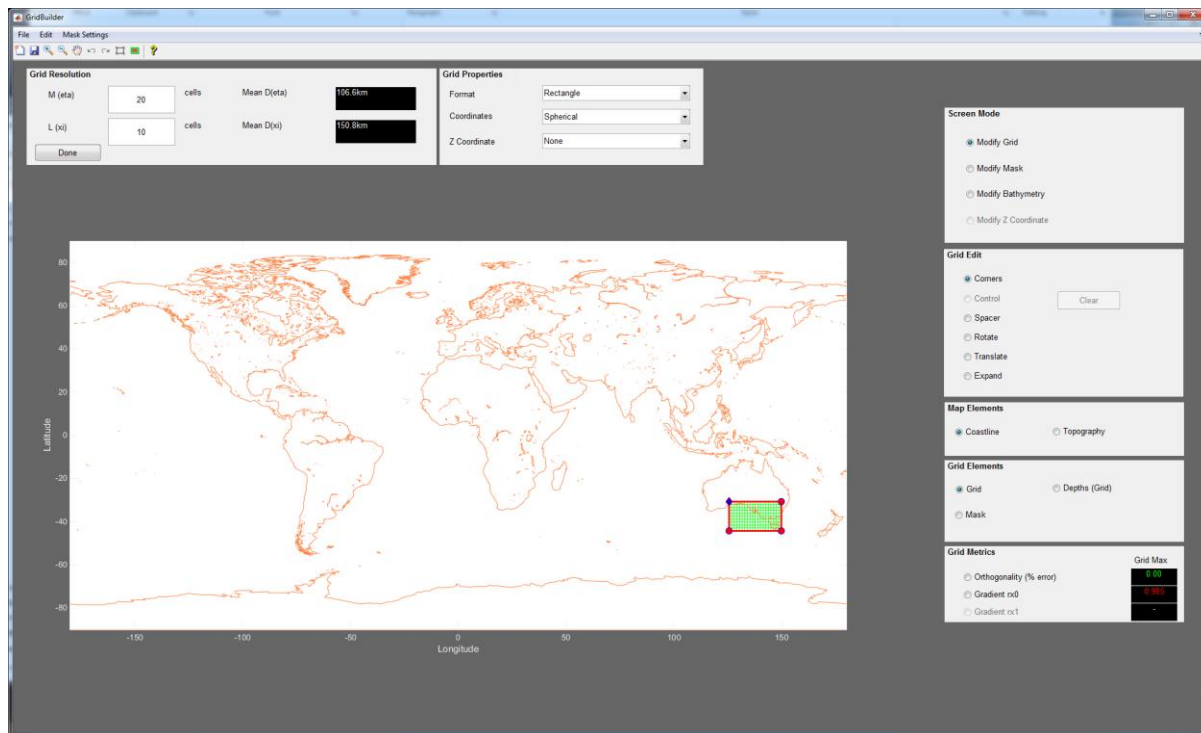 GridBuilder
File Edit Mask Settings
Grid Resolution
M (eta) 20 cells Mean D(eta) 106.6km
L (xi) 10 cells Mean D(xi) 150.8km
Done
Grid Properties
Format Rectangle
Coordinates Spherical
Z Coordinate None
Screen Mode
Modify Grid
Modify Mask
Modify Bathymetry
Modify Z Coordinate
Grid Edit
Corners
Control Clear
Spacer
Rotate
Translate
Expand
Map Elements
Coastline Topography
Grid Elements
Grid Depths (Grid)
Mask
Grid Metrics
Grid Max
Orthogonality (% error) 0.00
Gradient rx0 0.985
Gradient rx1 -
80
60
40
20
0
-20
-40
-60
-80
Latitude
-150 -100 -50 0 50 100 150
Longitude